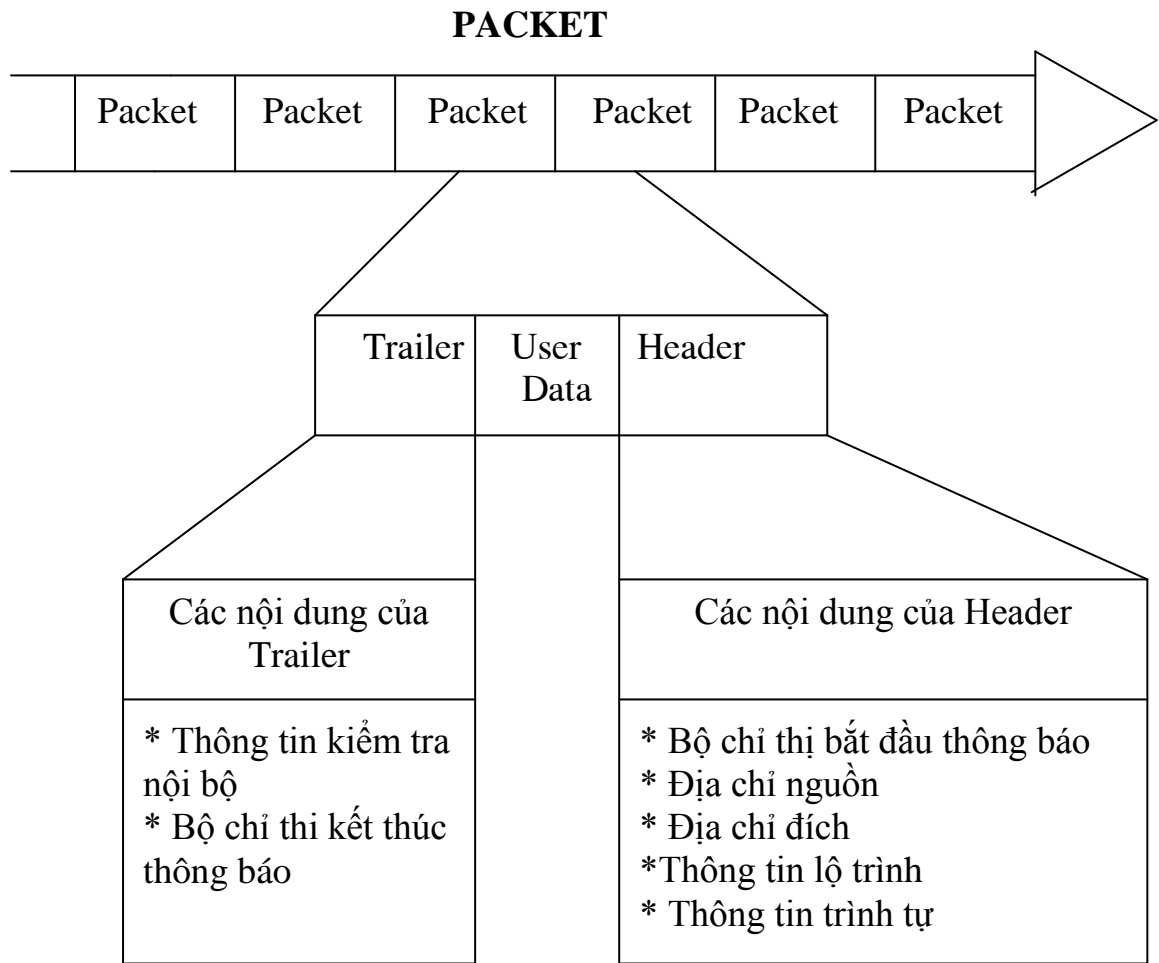 PACKET
Packet Packet Packet Packet Packet Packet
Trailer User Data Header
Các nội dung của
Trailer
* Thông tin kiểm tra
nội bộ
* Bộ chỉ thi kết thúc
thông báo
Các nội dung của Header
* Bộ chỉ thị bắt đầu thông báo
* Địa chỉ nguồn
* Địa chỉ đích
*Thông tin lộ trình
* Thông tin trình tự